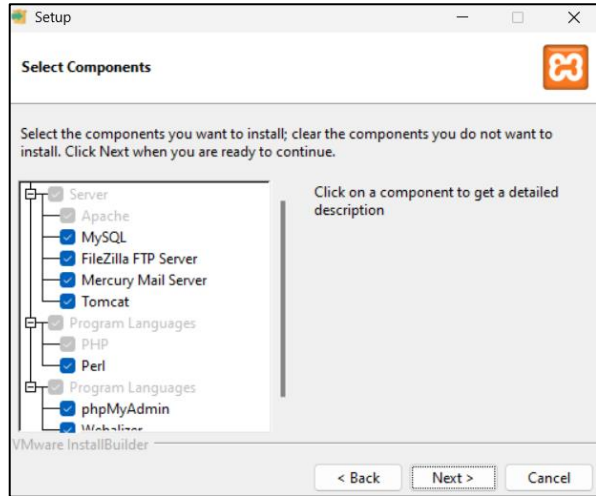 Setup
Select Components
Select the components you want to install; clear the components you do not want to
install. Click Next when you are ready to continue.
Server
Apache
MySQL
FileZilla FTP Server
Mercury Mail Server
Tomcat
Program Languages
PHP
Perl
Program Languages
phpMyAdmin
Webalizer
Click on a component to get a detailed
description
VMware InstallBuilder
< Back
Next >
Cancel